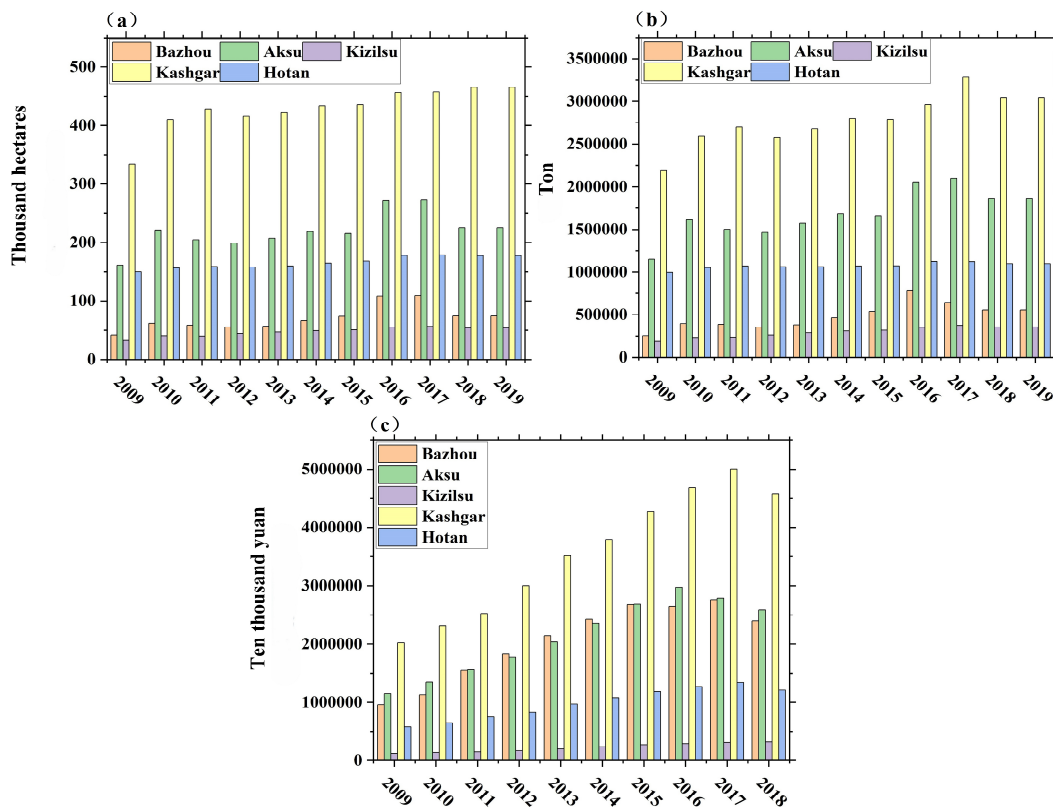 (a)
Bazhou Aksu Kizilsu
Kashgar Hotan
Thousand hectares
500
400
300
200
100
0
2009 2010 2011 2012 2013 2014 2015 2016 2017 2018 2019
(b)
Bazhou Aksu Kizilsu
Kashgar Hotan
Ton
3500000
3000000
2500000
2000000
1500000
1000000
500000
0
2009 2010 2011 2012 2013 2014 2015 2016 2017 2018 2019
(c)
Bazhou
Aksu
Kizilsu
Kashgar
Hotan
Ten thousand yuan
5000000
4000000
3000000
2000000
1000000
0
2009 2010 2011 2012 2013 2014 2015 2016 2017 2018